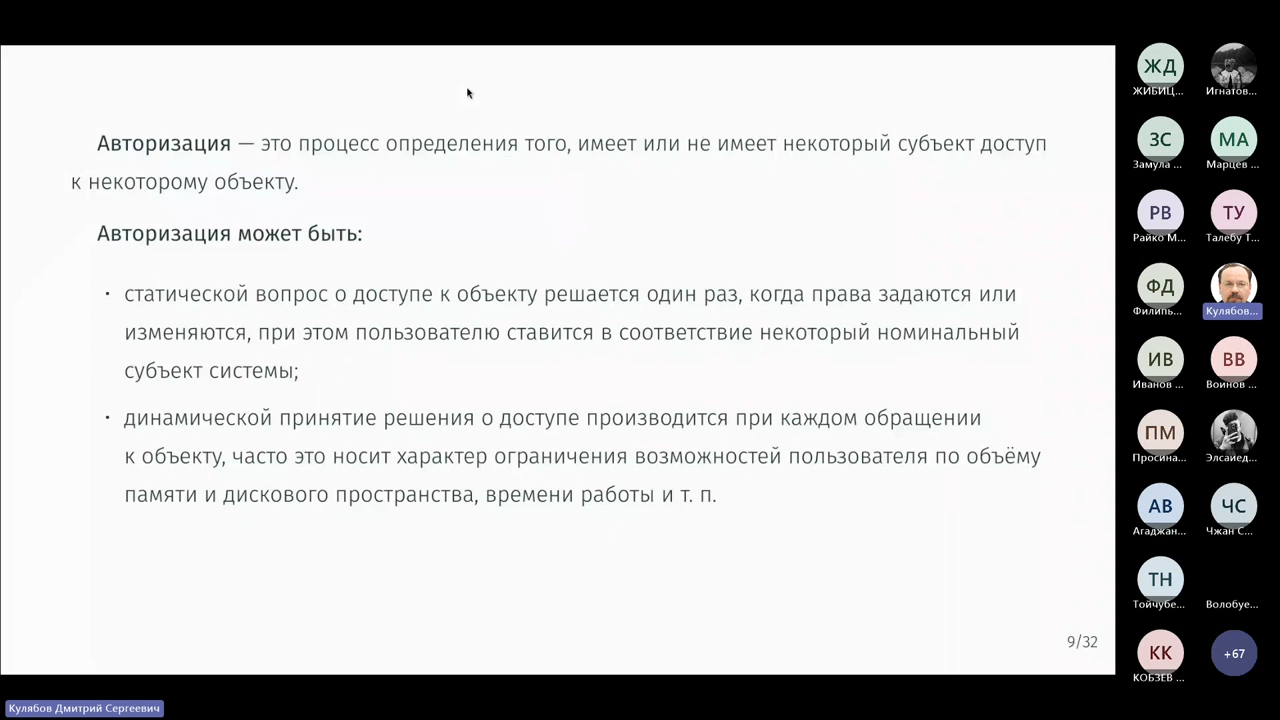 Авторизация — это процесс определения того, имеет или не имеет некоторый субъект доступ
к некоторому объекту.
Авторизация может быть:
· статической вопрос о доступе к объекту решается один раз, когда права задаются или
изменяются, при этом пользователю ставится в соответствие некоторый номинальный
субъект системы;
· динамической принятие решения о доступе производится при каждом обращении
к объекту, часто это носит характер ограничения возможностей пользователя по объёму
памяти и дискового пространства, времени работы и т. п.
9/32
ЖД
ЖИБИЦ...
Игнатов...
ЗС
Замула ...
МА
Марцев ...
РВ
Райко М...
ТУ
Талебу Т...
ФД
Филипь...
Кулябов...
ИВ
Иванов ...
ВВ
Воинов ...
ПМ
Просина...
Элсаиед...
АВ
Агаджан...
ЧС
Чжан С...
ТН
Тойчубе...
Волобуе...
КК
КОБЗЕВ ...
+67
Кулябов Дмитрий Сергеевич